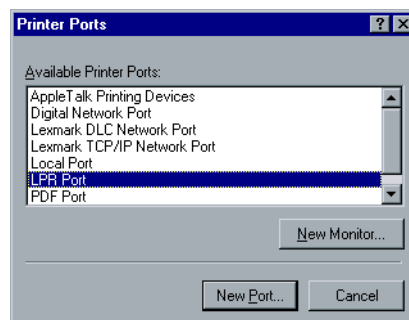 Printer Ports
Available Printer Ports:
AppleTalk Printing Devices
Digital Network Port
Lexmark DLC Network Port
Lexmark TCP/IP Network Port
Local Port
LPR Port
PDF Port
New Monitor...
New Port...
Cancel